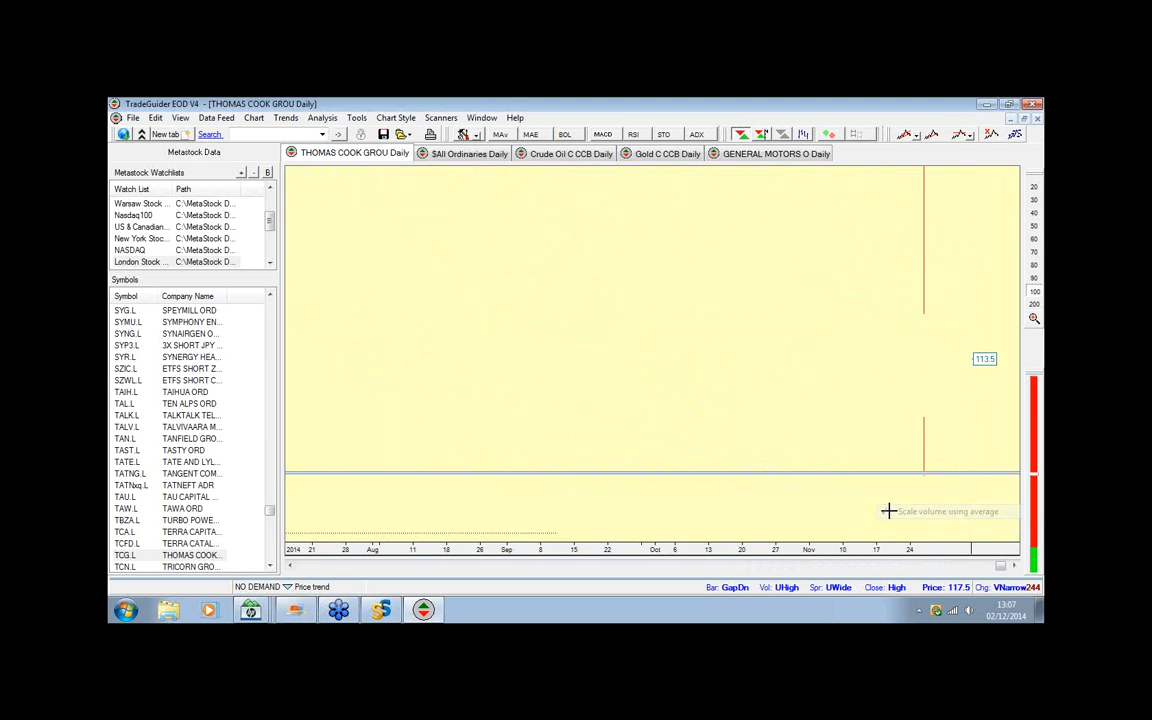 TradeGuider EOD V4 - [THOMAS COOK GROU Daily]
File Edit View Data Feed Chart Trends Analysis Tools Chart Style Scanners Window Help
New tab Search MAv MAE BOL MACD RSI STO ADX
Metastock Data
THOMAS COOK GROU Daily $All Ordinaries Daily Crude Oil C CCB Daily Gold C CCB Daily GENERAL MOTORS O Daily
Metastock Watchlists + - B
Watch List Path
Warsaw Stock ... C:\MetaStock D...
Nasdaq100 C:\MetaStock D...
US & Canadian... C:\MetaStock D...
New York Stoc... C:\MetaStock D...
NASDAQ C:\MetaStock D...
London Stock ... C:\MetaStock D...
Symbols
Symbol Company Name
SYG.L SPEYMILL ORD
SYMU.L SYMPHONY EN...
SYNG.L SYNAIRGEN O...
SYP3.L 3X SHORT JPY ...
SYR.L SYNERGY HEA...
SZIC.L ETFS SHORT Z...
SZWL.L ETFS SHORT C...
TAIH.L TAIHUA ORD
TAL.L TEN ALPS ORD
TALK.L TALKTALK TEL...
TALV.L TALVIVAARA M...
TAN.L TANFIELD GRO...
TAST.L TASTY ORD
TATE.L TATE AND LYL...
TATNG.L TANGENT COM...
TATNxq.L TATNEFT ADR
TAU.L TAU CAPITAL ...
TAW.L TAWA ORD
TBZA.L TURBO POWE...
TCA.L TERRA CAPITA...
TCFD.L TERRA CATAL...
TCG.L THOMAS COOK...
TCN.L TRICORN GRO...
20
30
40
50
60
70
80
90
100
200
113.5
Scale volume using average
2014 21 28 Aug 11 18 26 Sep 8 15 22 Oct 6 13 20 Nov 10 17 24
NO DEMAND Price trend Bar: GapDn Vol: UHigh Spr: UWide Close: High Price: 117.5 Chg: VNarrow244
13:07
02/12/2014